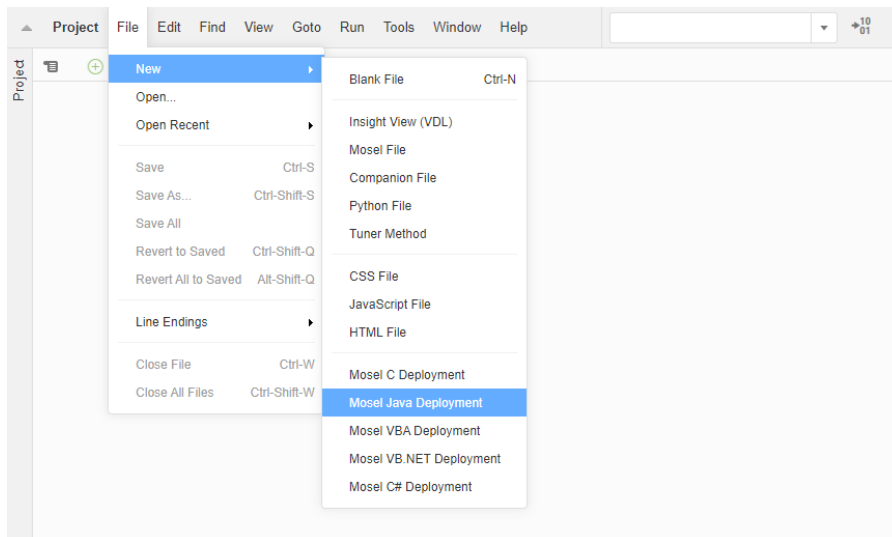 Project File Edit Find View Goto Run Tools Window Help
10
01
Project
New
Open...
Open Recent
Save Ctrl-S
Save As... Ctrl-Shift-S
Save All
Revert to Saved Ctrl-Shift-Q
Revert All to Saved Alt-Shift-Q
Line Endings
Close File Ctrl-W
Close All Files Ctrl-Shift-W
Blank File Ctrl-N
Insight View (VDL)
Mosel File
Companion File
Python File
Tuner Method
CSS File
JavaScript File
HTML File
Mosel C Deployment
Mosel Java Deployment
Mosel VBA Deployment
Mosel VB.NET Deployment
Mosel C# Deployment